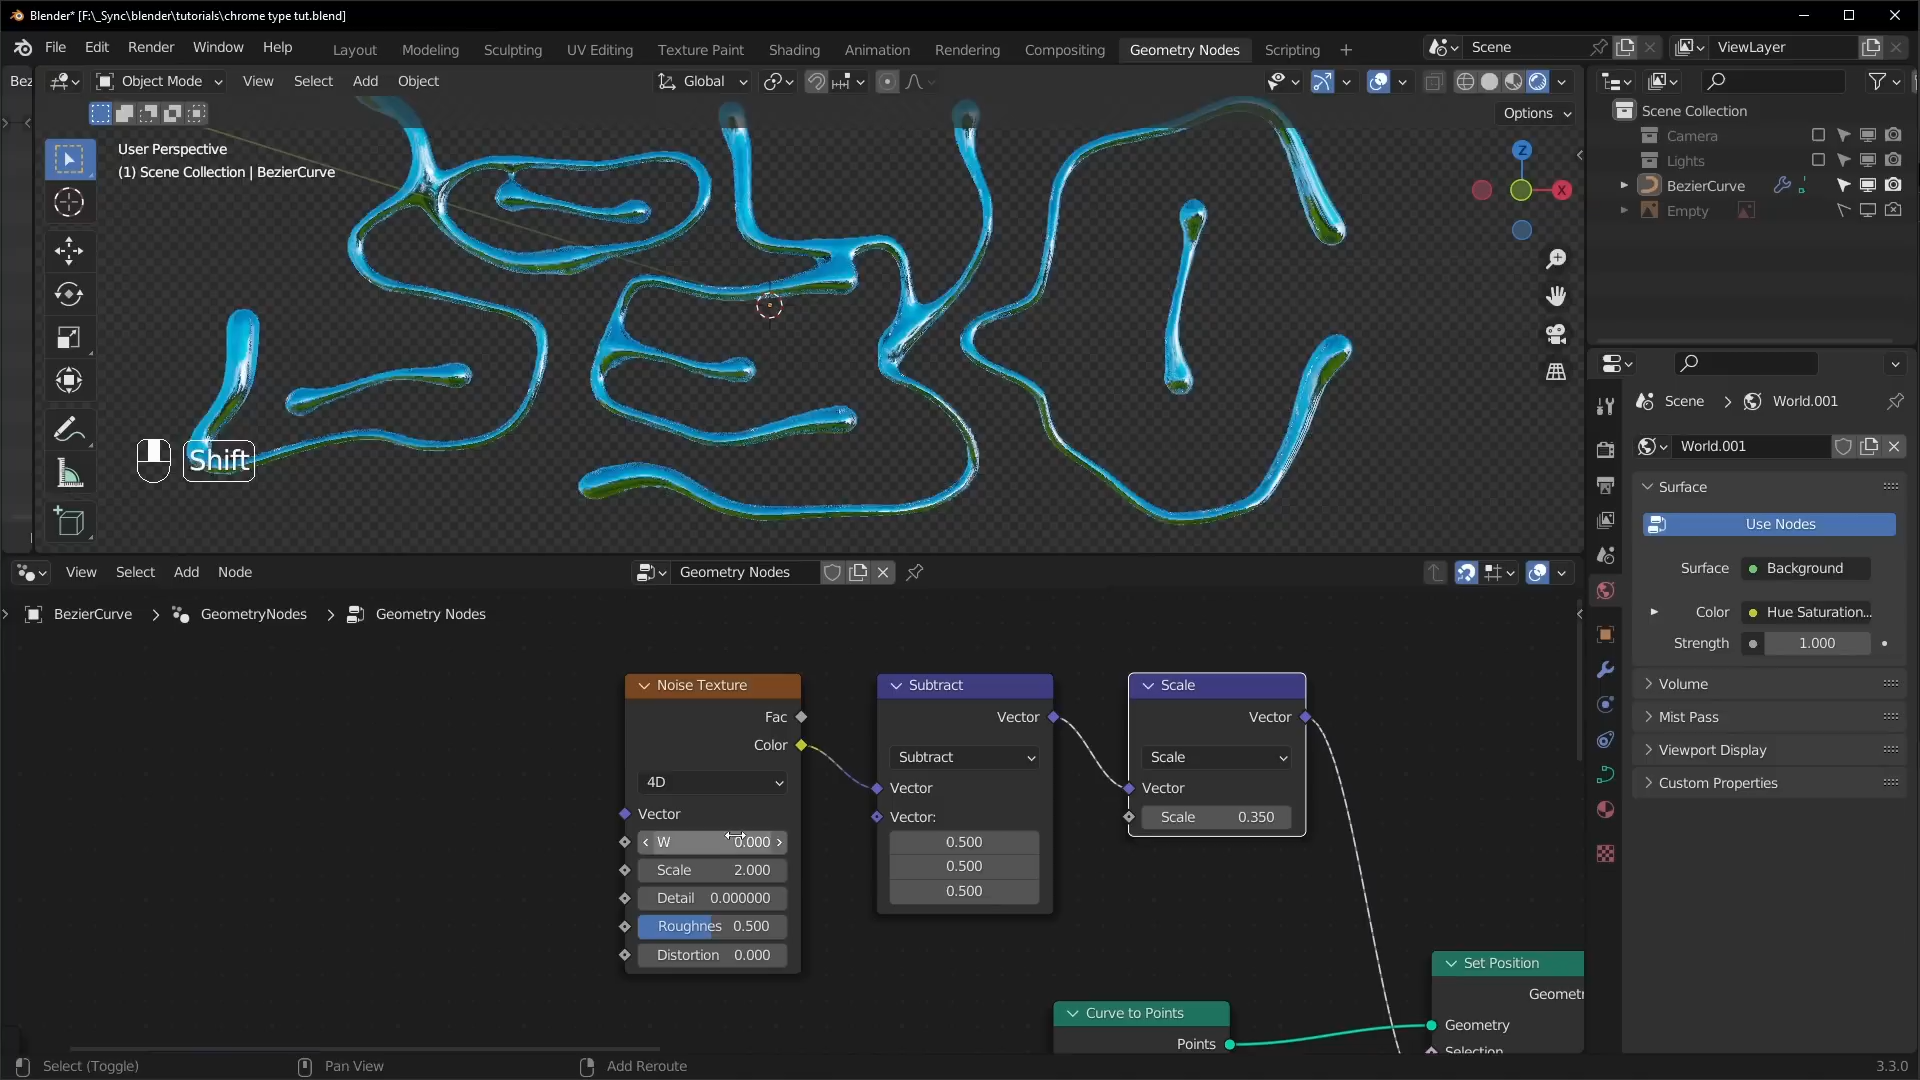 Blender* [F:\_Sync\blender\tutorials\chrome type tut.blend]
File Edit Render Window Help
Layout Modeling Sculpting UV Editing Texture Paint Shading Animation Rendering Compositing Geometry Nodes Scripting +
Scene
ViewLayer
Bez
Object Mode
View Select Add Object
Global
Options
User Perspective
(1) Scene Collection | BezierCurve
Z
X
Shift
Scene Collection
Camera
Lights
BezierCurve
Empty
Scene > World.001
World.001
Surface
Use Nodes
Surface Background
Color Hue Saturation...
Strength 1.000
Volume
Mist Pass
Viewport Display
Custom Properties
View Select Add Node
Geometry Nodes
BezierCurve > GeometryNodes > Geometry Nodes
Noise Texture
Fac
Color
4D
Vector
W 0.000
Scale 2.000
Detail 0.000000
Roughnes 0.500
Distortion 0.000
Subtract
Vector
Subtract
Vector
Vector:
0.500
0.500
0.500
Scale
Vector
Scale
Vector
Scale 0.350
Curve to Points
Points
Set Position
Geometr
Geometry
Selection
Select (Toggle)
Pan View
Add Reroute
3.3.0